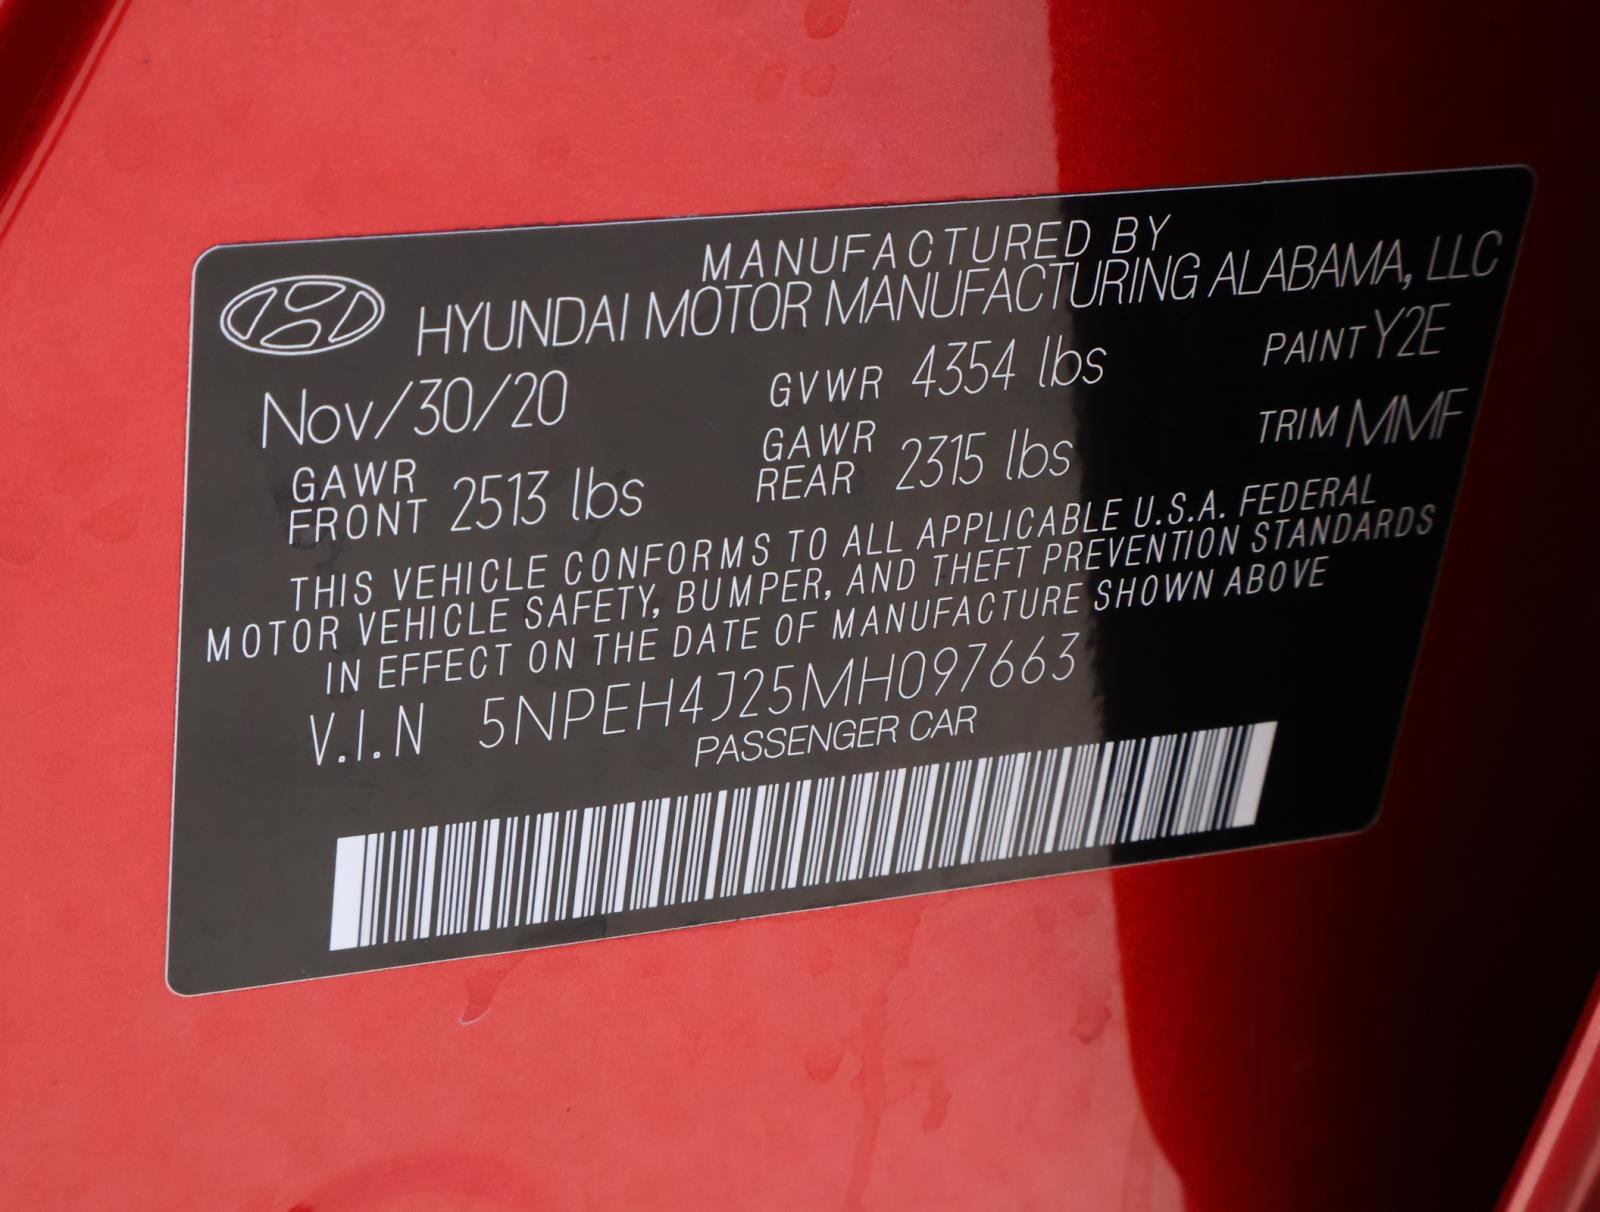 MANUFACTURED BY
HYUNDAI MOTOR MANUFACTURING ALABAMA, LLC
Nov/30/20 GVWR 4354 lbs PAINT Y2E
GAWR FRONT 2513 lbs GAWR REAR 2315 lbs TRIM MMF
THIS VEHICLE CONFORMS TO ALL APPLICABLE U.S.A. FEDERAL
MOTOR VEHICLE SAFETY, BUMPER, AND THEFT PREVENTION STANDARDS
IN EFFECT ON THE DATE OF MANUFACTURE SHOWN ABOVE
V.I.N 5NPEH4J25MH097663
PASSENGER CAR